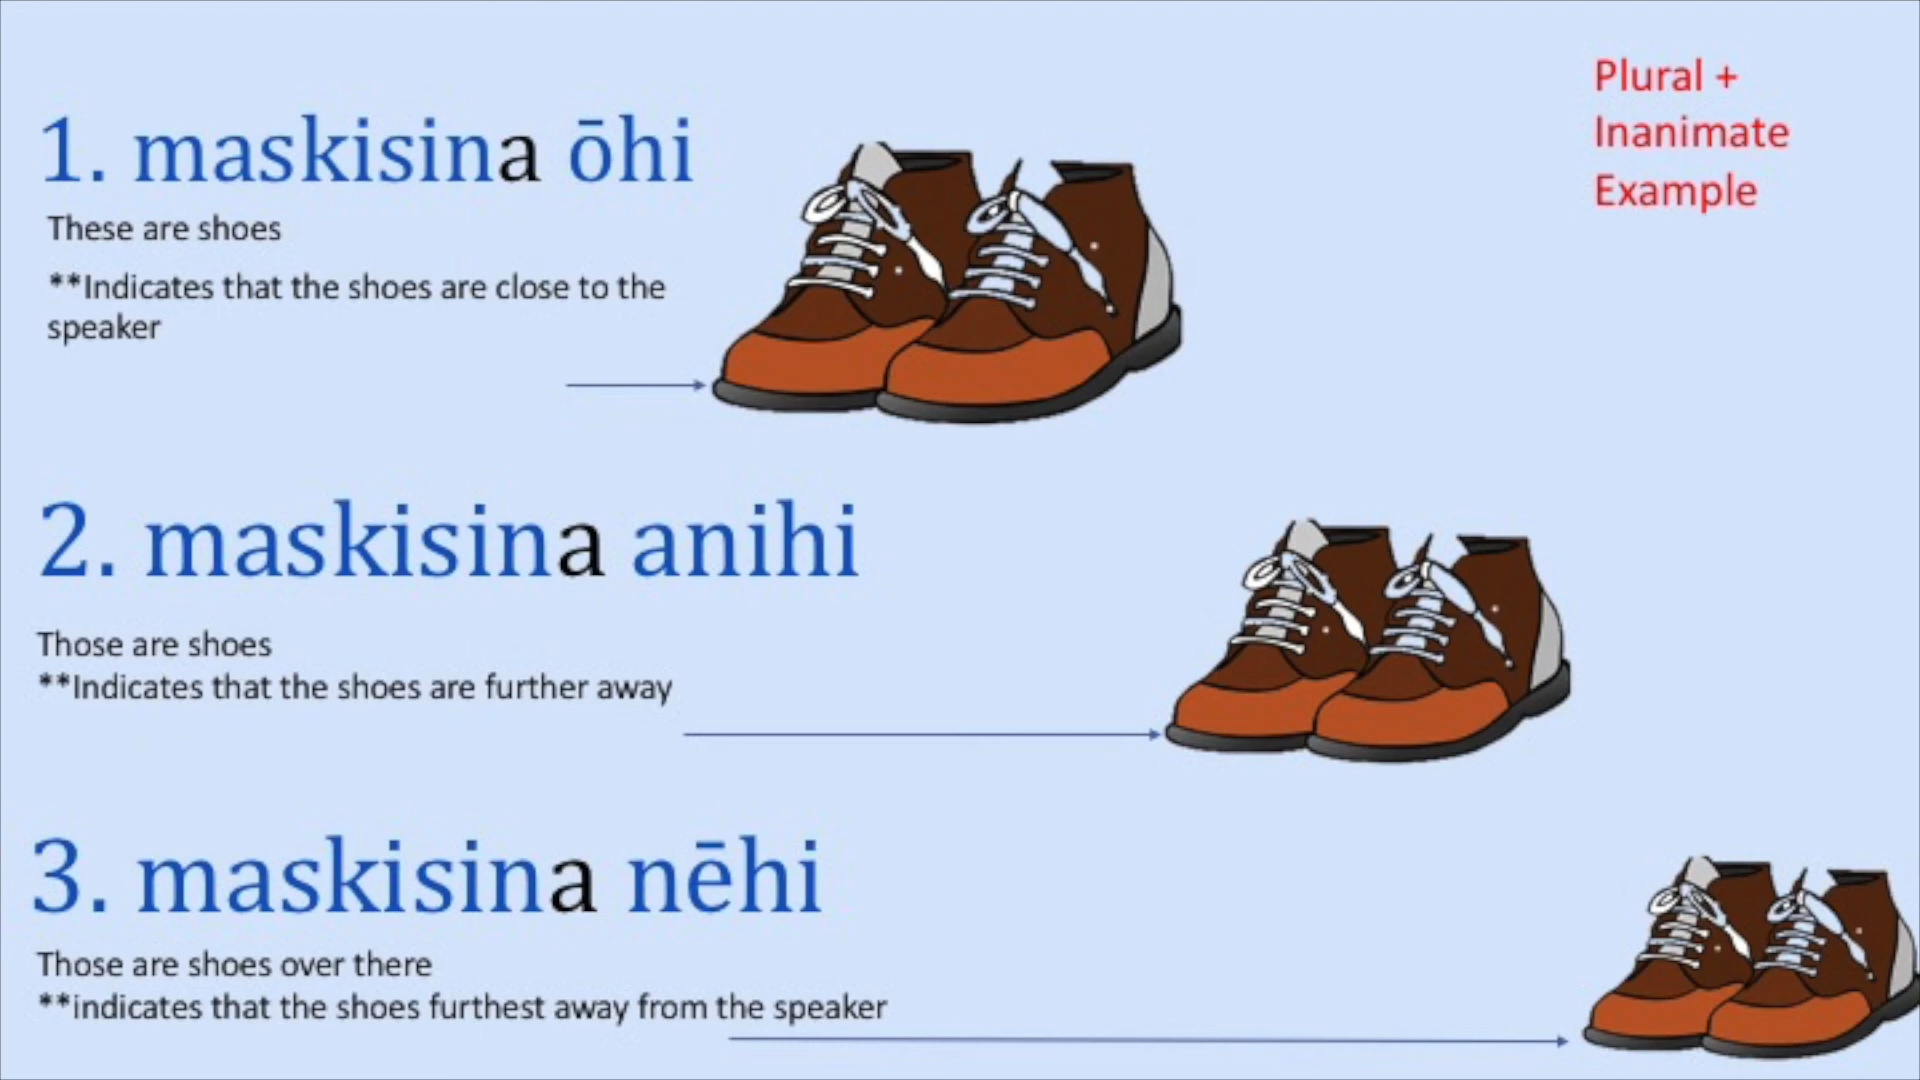 1. maskisina ōhi
These are shoes
**Indicates that the shoes are close to the
speaker
Plural +
Inanimate
Example
2. maskisina anihi
Those are shoes
**Indicates that the shoes are further away
3. maskisina nēhi
Those are shoes over there
**indicates that the shoes furthest away from the speaker